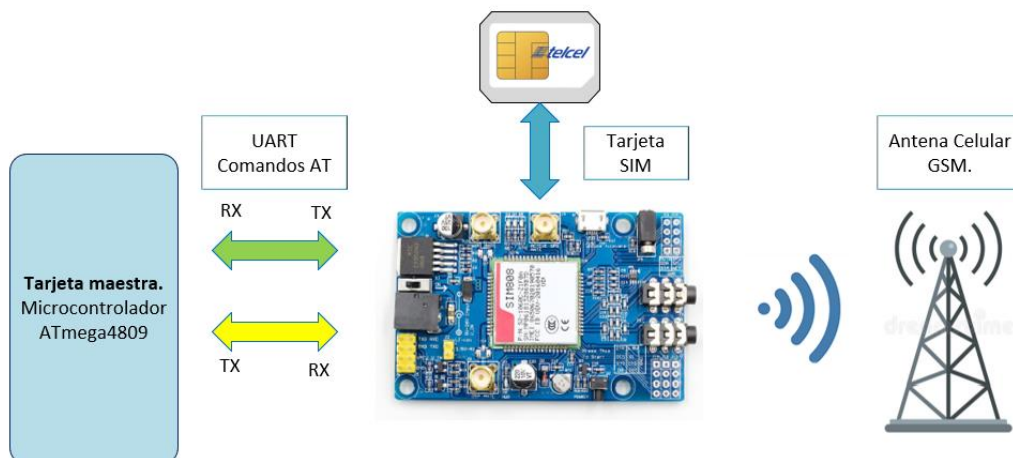 telcel
UART
Comandos AT
Tarjeta
SIM
Antena Celular
GSM.
RX TX
Tarjeta maestra.
Microcontrolador
ATmega4809
TX RX
SIM808